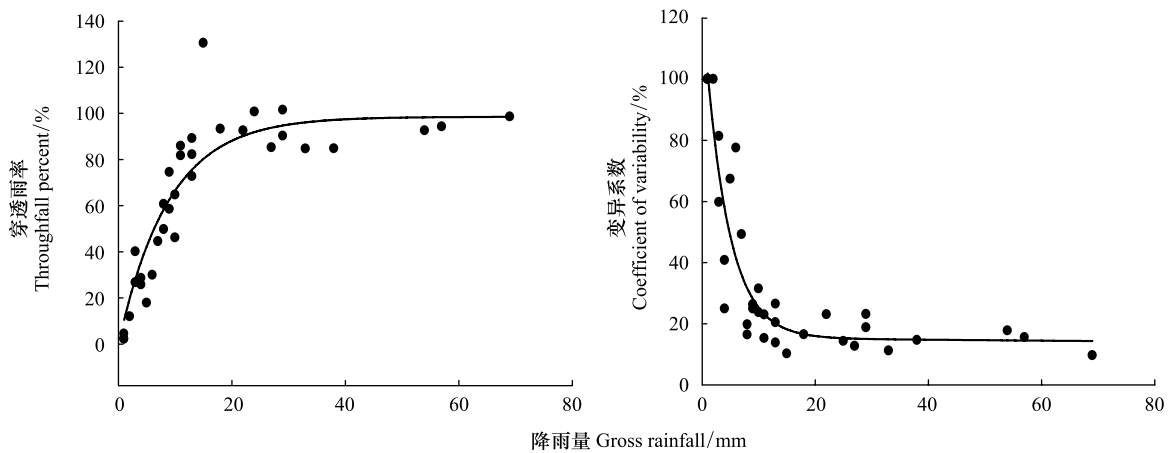 140
120
100
80
60
40
20
0
穿透雨率
Throughfall percent/%
0 20 40 60 80
120
100
80
60
40
20
0
变异系数
Coefficient of variability/%
0 20 40 60 80
降雨量 Gross rainfall/mm